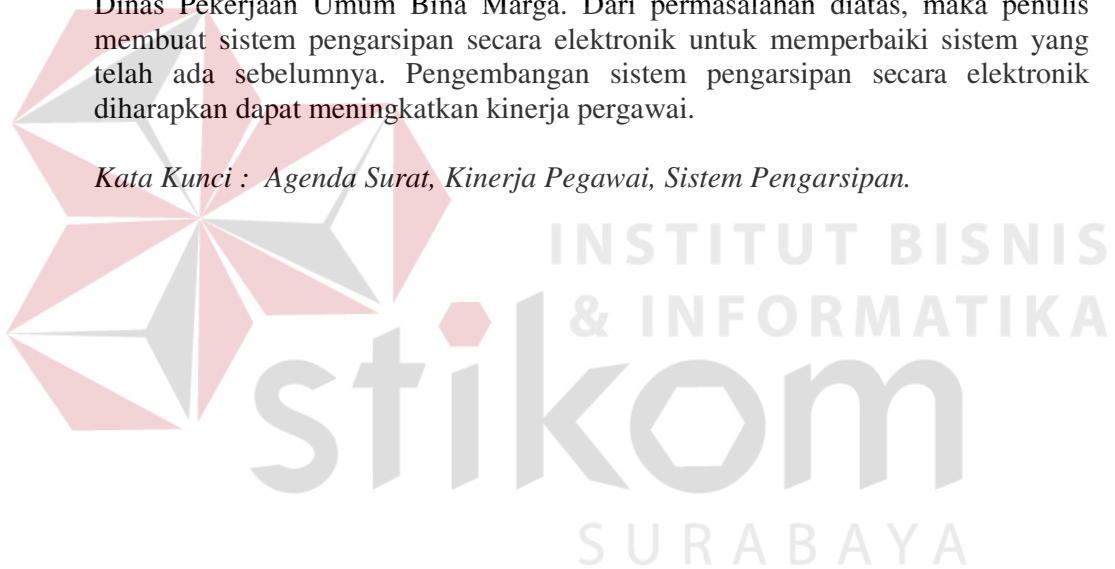 Dinas Pekerjaan Umum Bina Marga. Dari permasalahan diatas, maka penulis
membuat sistem pengarsipan secara elektronik untuk memperbaiki sistem yang
telah ada sebelumnya. Pengembangan sistem pengarsipan secara elektronik
diharapkan dapat meningkatkan kinerja pergawai.
Kata Kunci : Agenda Surat, Kinerja Pegawai, Sistem Pengarsipan.
INSTITUT BISNIS
& INFORMATIKA
stikom
SURABAYA